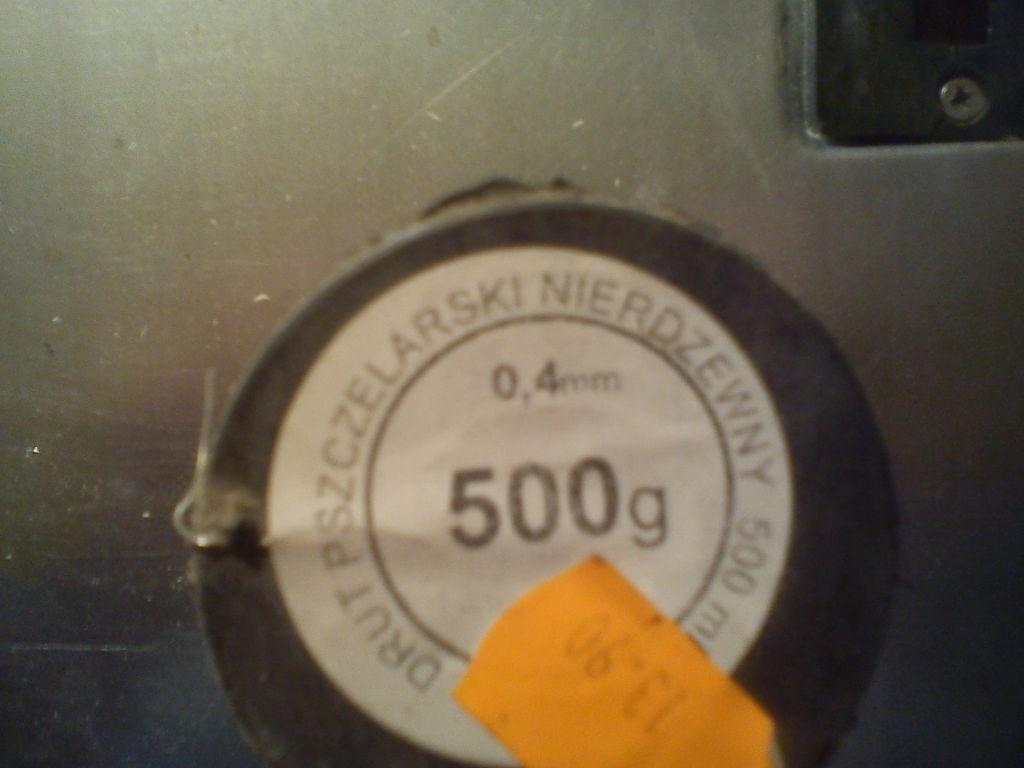 DRUT PSZCZELARSKI NIERDZEWNY 500 m
0,4mm
500g
13-90